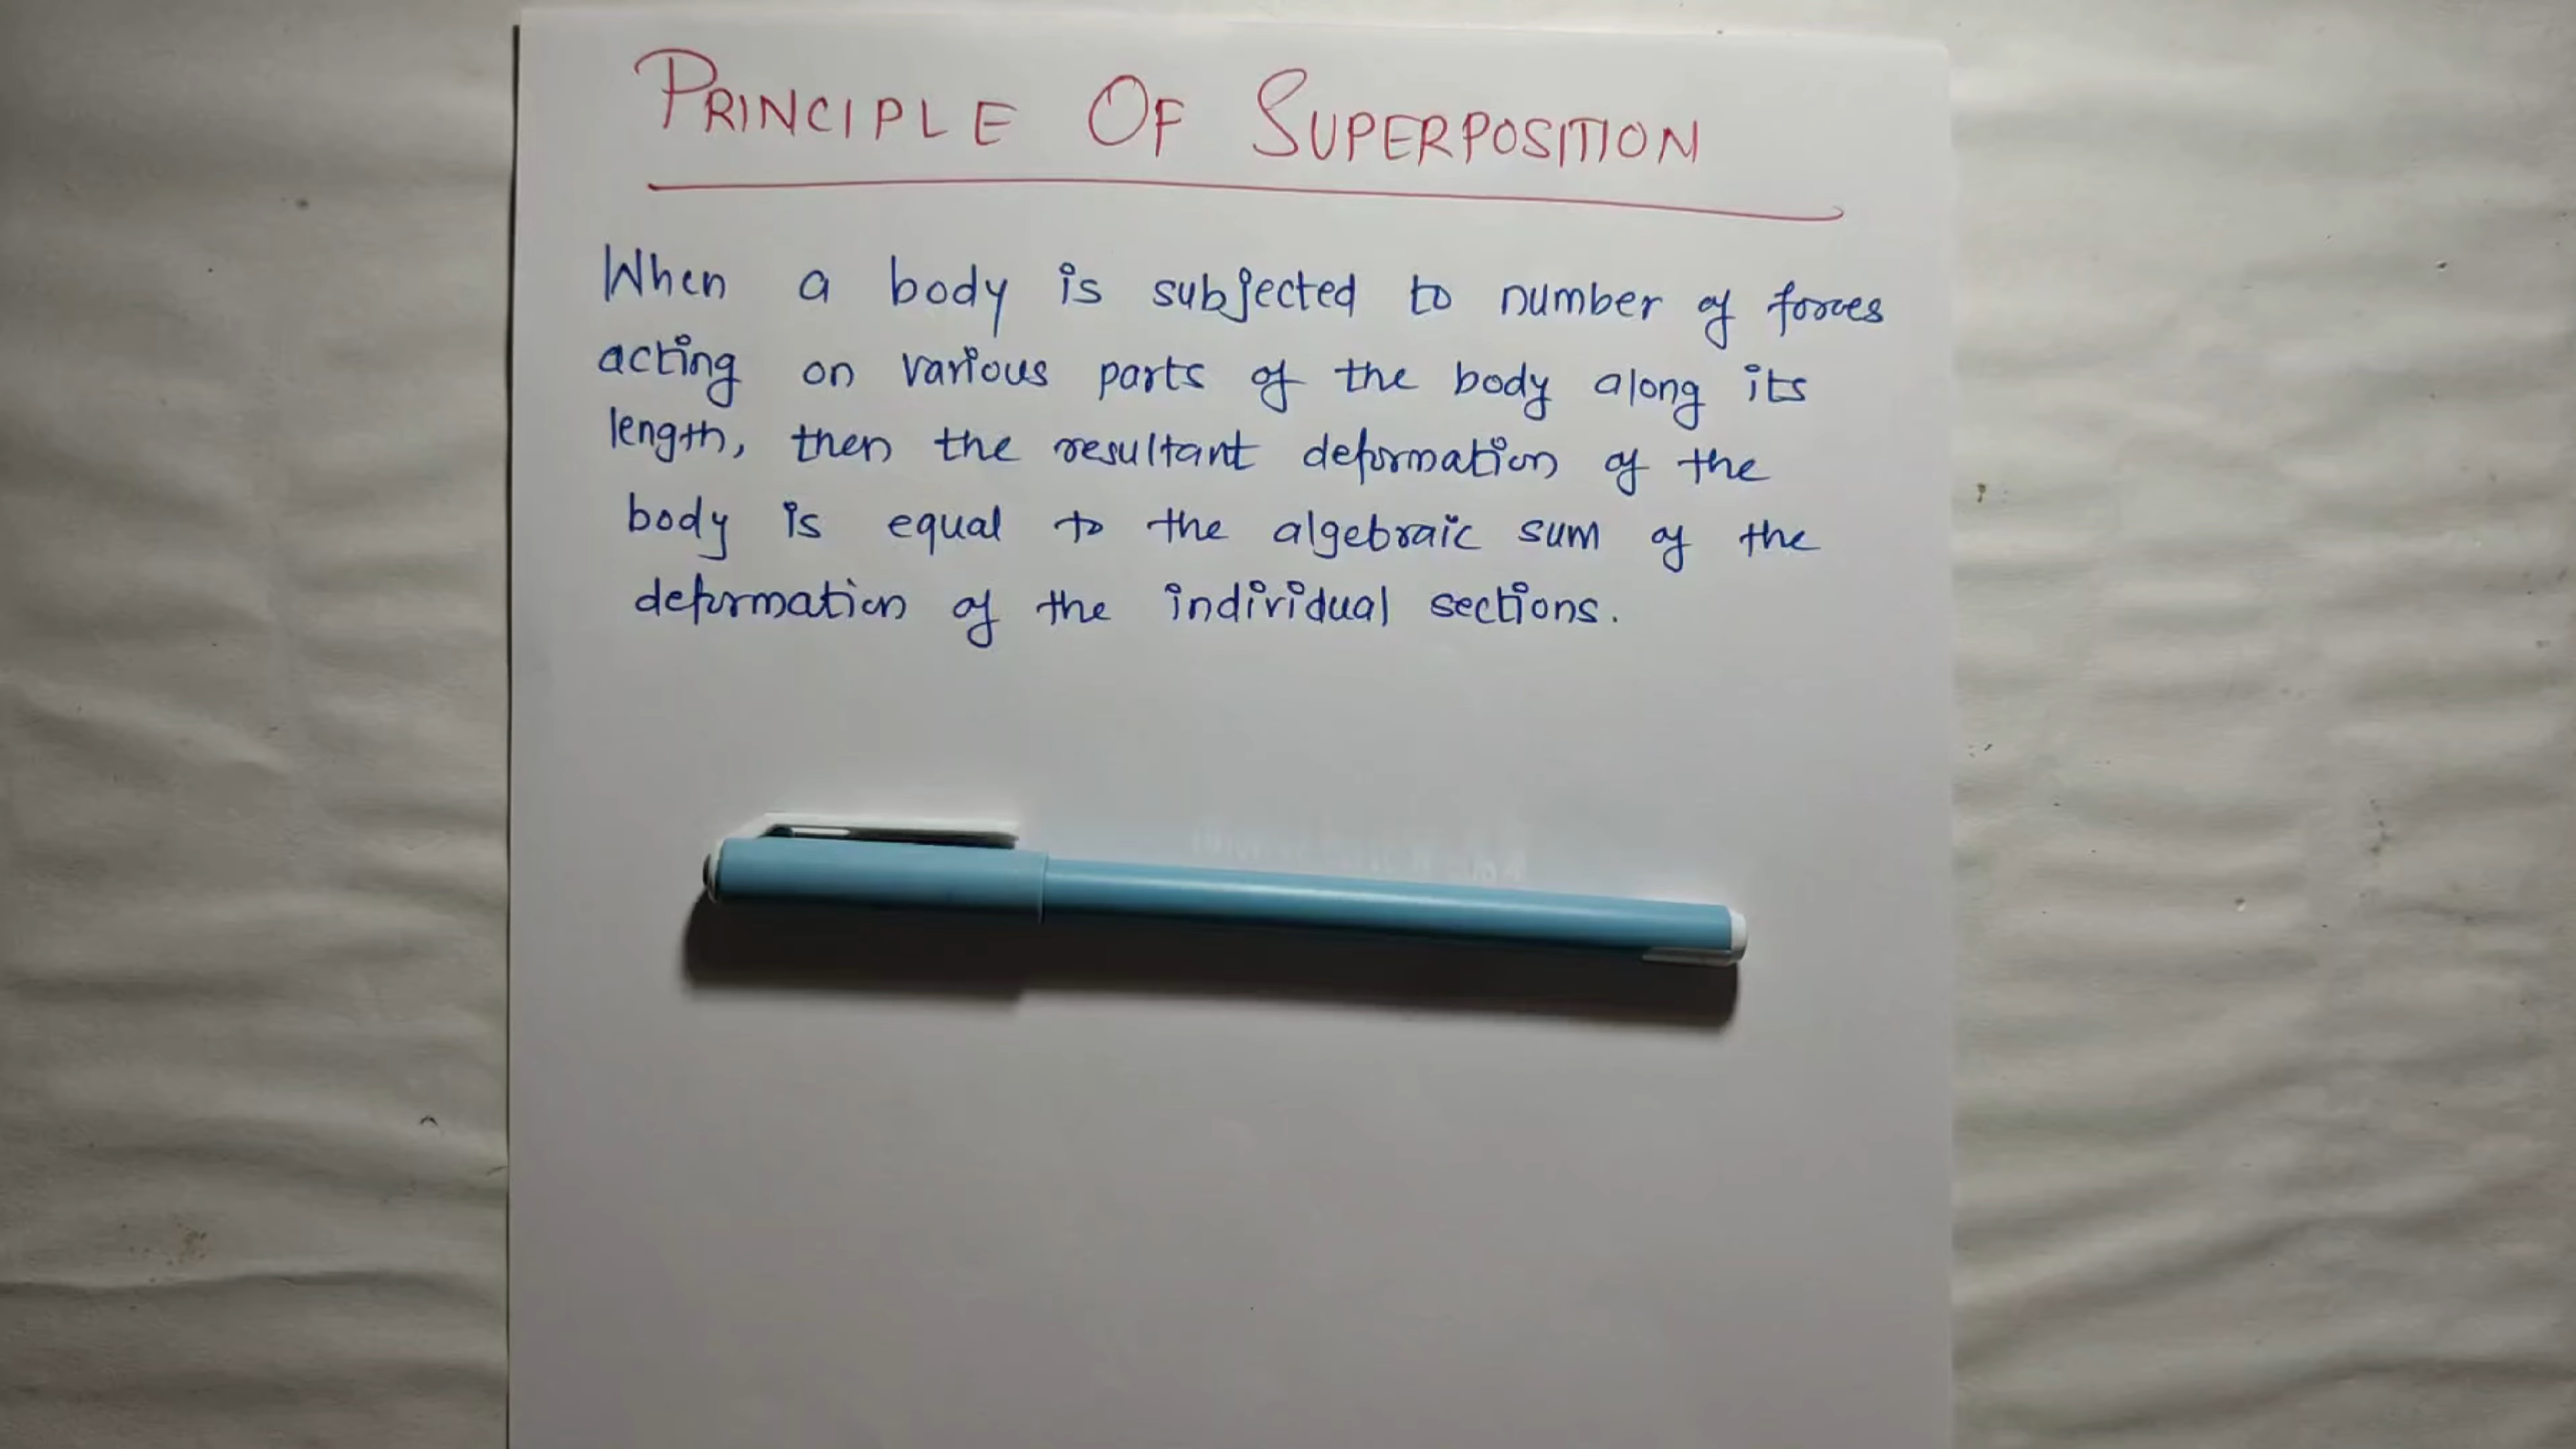 PRINCIPLE OF SUPERPOSITION
When a body is subjected to number of forces
acting on various parts of the body along its
length, then the resultant deformation of the
body is equal to the algebraic sum of the
deformation of the individual sections.